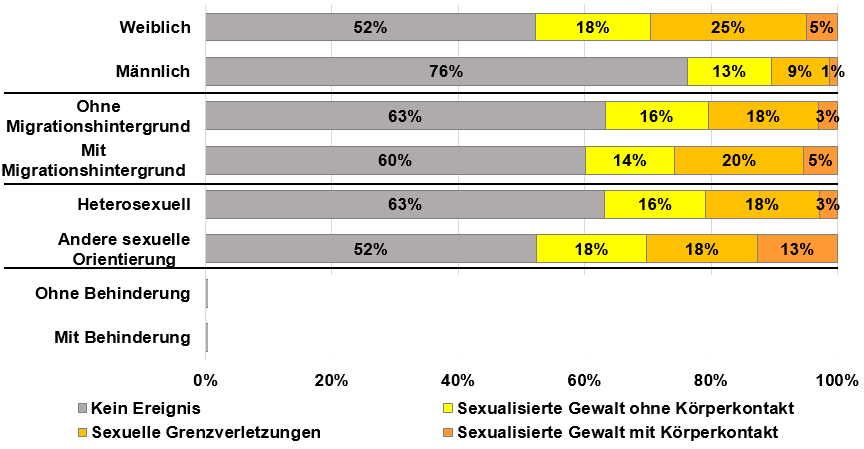 Weiblich 52% 18% 25% 5%
Männlich 76% 13% 9% 1%
Ohne
Migrationshintergrund 63% 16% 18% 3%
Mit
Migrationshintergrund 60% 14% 20% 5%
Heterosexuell 63% 16% 18% 3%
Andere sexuelle
Orientierung 52% 18% 18% 13%
Ohne Behinderung
Mit Behinderung
0% 20% 40% 60% 80% 100%
Kein Ereignis Sexualisierte Gewalt ohne Körperkontakt
Sexuelle Grenzverletzungen Sexualisierte Gewalt mit Körperkontakt